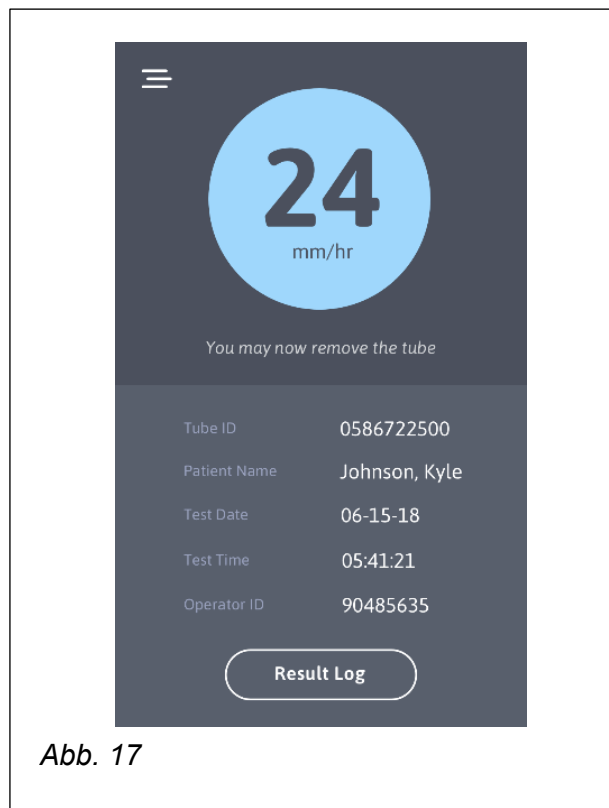 24
mm/hr
You may now remove the tube
Tube ID 0586722500
Patient Name Johnson, Kyle
Test Date 06-15-18
Test Time 05:41:21
Operator ID 90485635
Result Log
Abb. 17